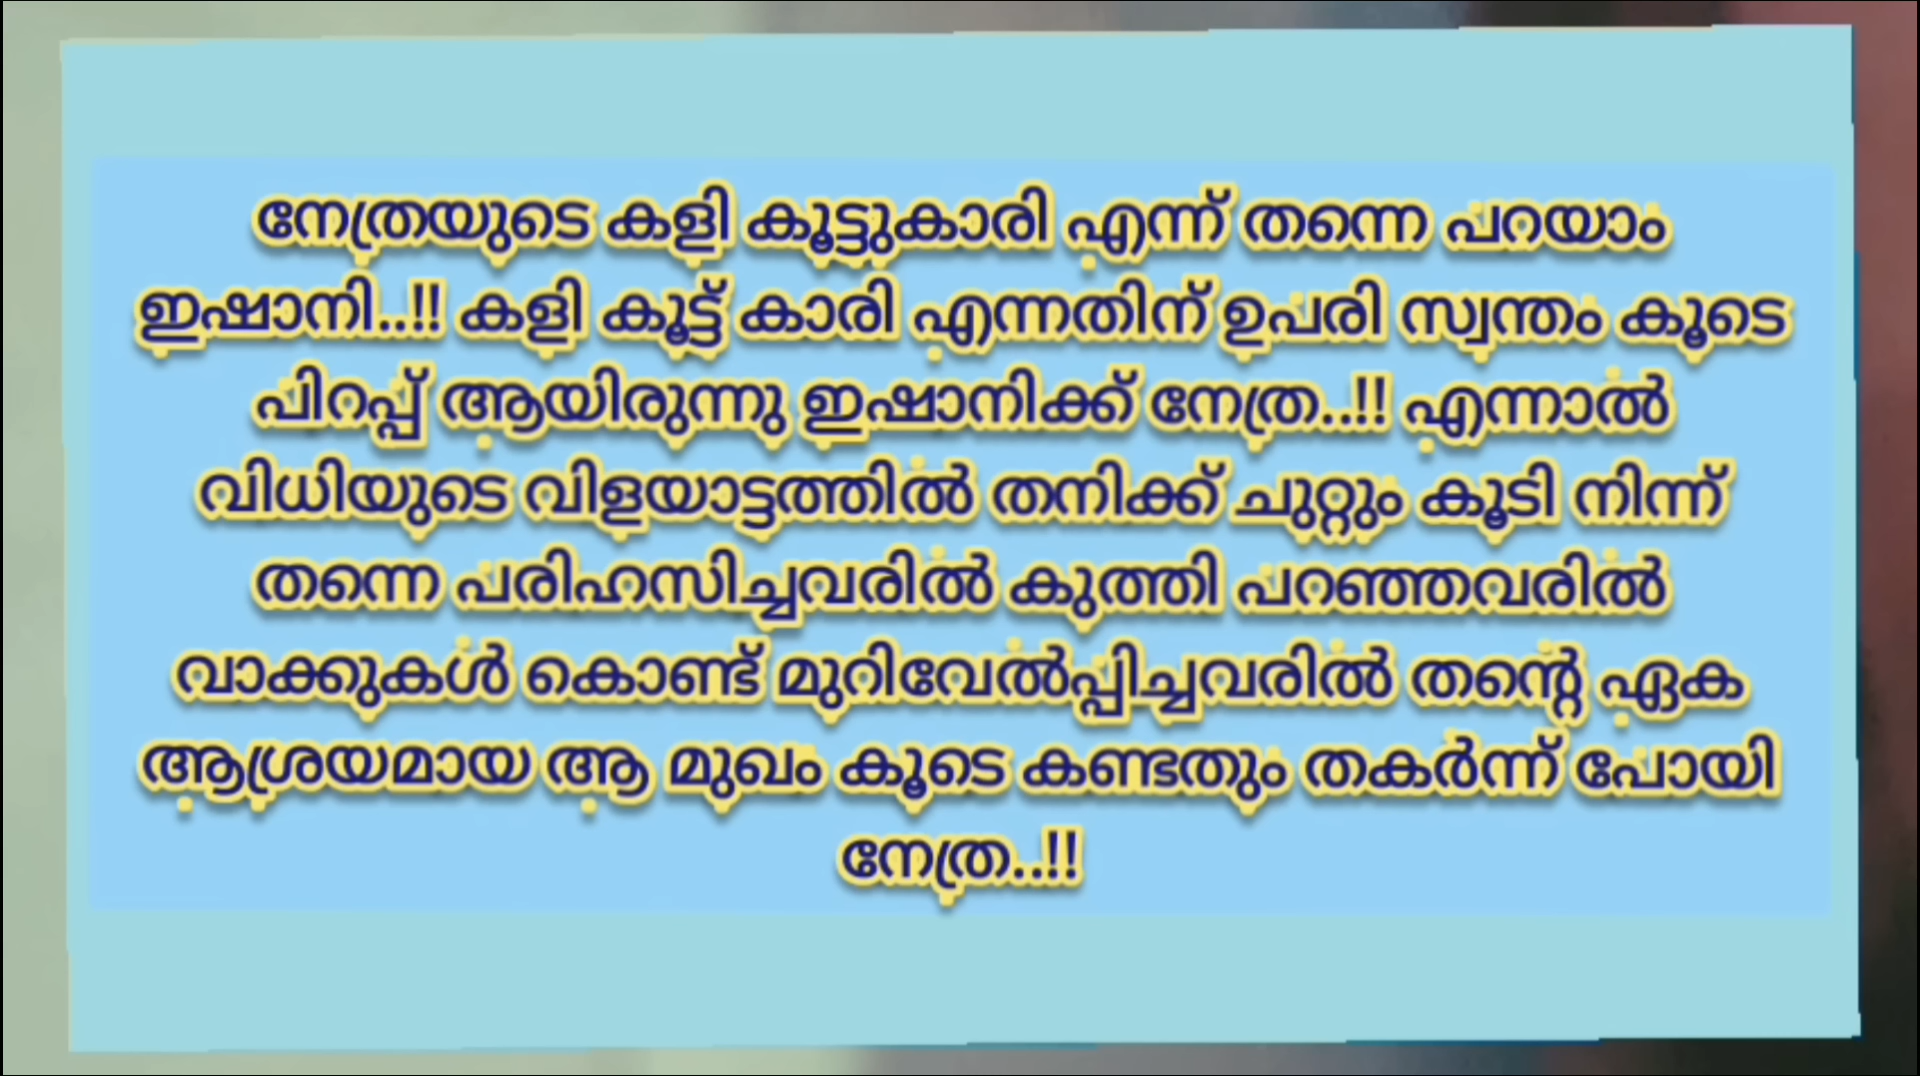 നേത്രയുടെ കളി കൂട്ടുകാരി എന്ന് തന്നെ പറയാം
ഇഷാനി..!! കളി കൂട്ട് കാരി എന്നതിന് ഉപരി സ്വന്തം കൂടെ
പിറപ്പ് ആയിരുന്നു ഇഷാനിക്ക് നേത്ര..!! എന്നാൽ
വിധിയുടെ വിളയാട്ടത്തിൽ തനിക്ക് ചുറ്റും കൂടി നിന്ന്
തന്നെ പരിഹസിച്ചവരിൽ കുത്തി പറഞ്ഞവരിൽ
വാക്കുകൾ കൊണ്ട് മുറിവേൽപ്പിച്ചവരിൽ തന്റെ ഏക
ആശ്രയമായ ആ മുഖം കൂടെ കണ്ടതും തകർന്ന് പോയി
നേത്ര..!!